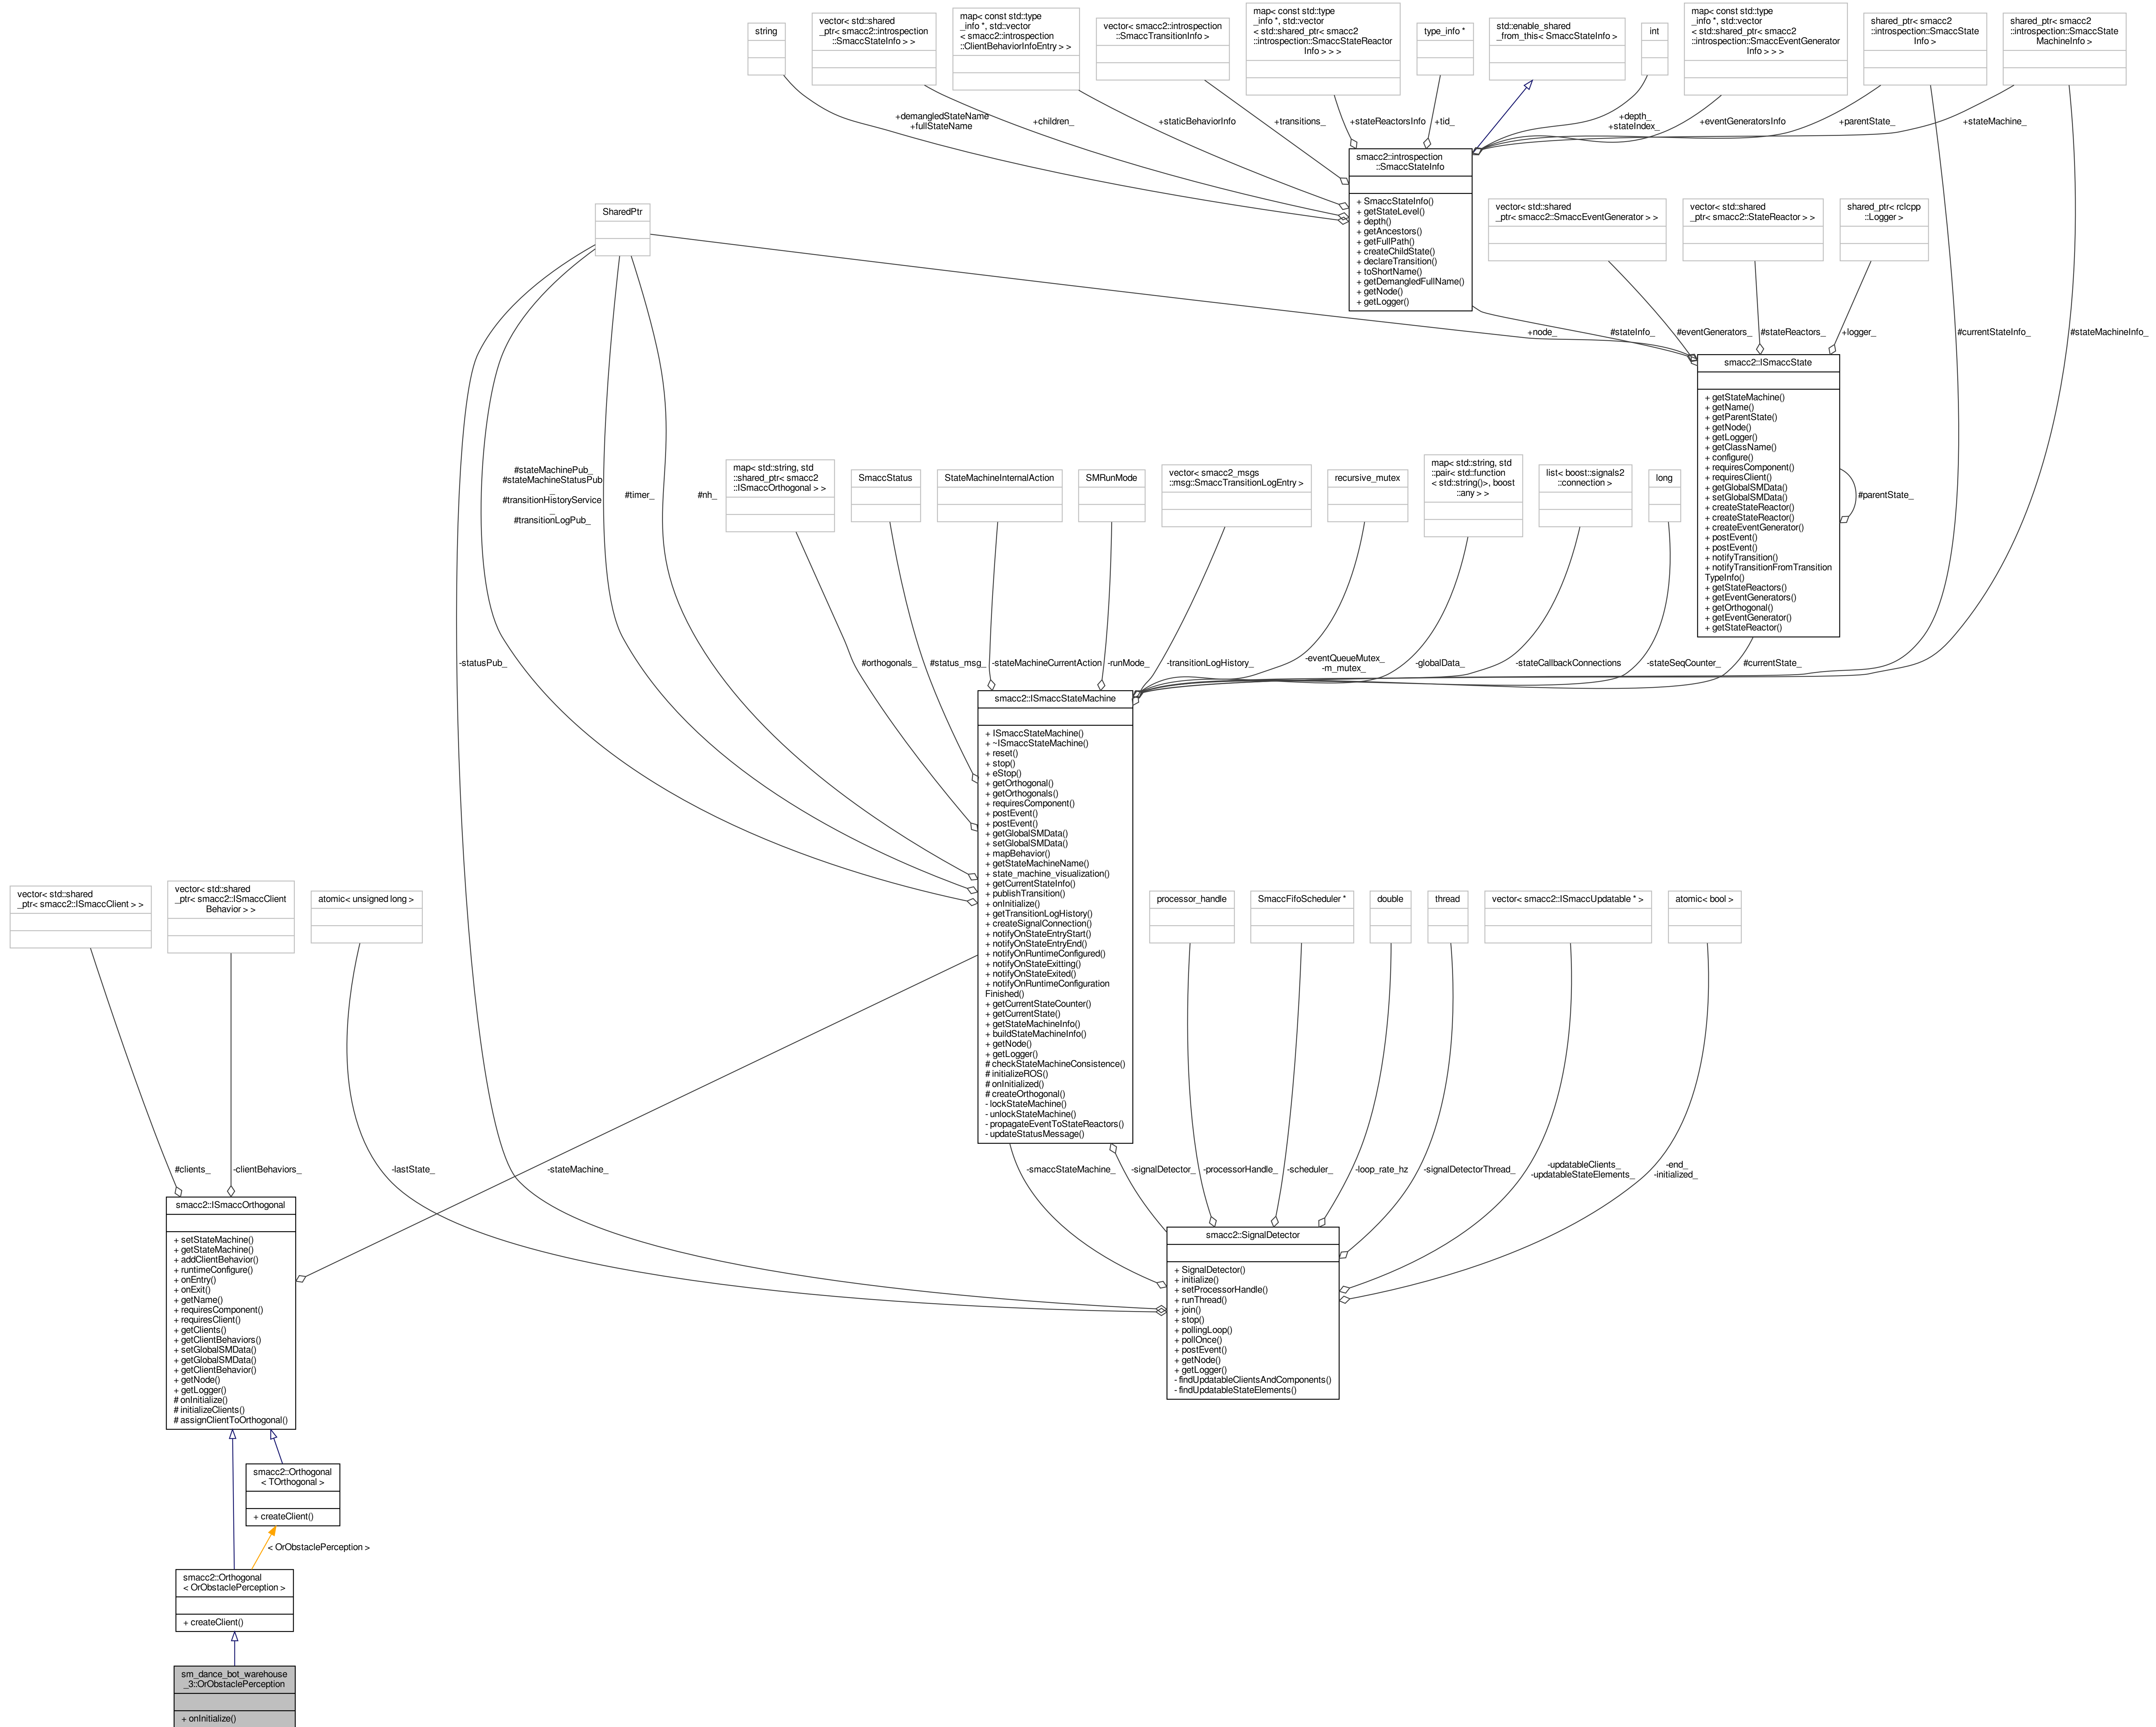 string
vector< std::shared
_ptr< smacc2::introspection
::SmaccStateInfo > >
map< const std::type
_info *, std::vector
< smacc2::introspection
::ClientBehaviorInfoEntry > >
vector< smacc2::introspection
::SmaccTransitionInfo >
map< const std::type
_info *, std::vector
< std::shared_ptr< smacc2
::introspection::SmaccStateReactor
Info > > >
type_info *
std::enable_shared
_from_this< SmaccStateInfo >
int
map< const std::type
_info *, std::vector
< std::shared_ptr< smacc2
::introspection::SmaccEventGenerator
Info > > >
shared_ptr< smacc2
::introspection::SmaccState
Info >
shared_ptr< smacc2
::introspection::SmaccState
MachineInfo >
+demangledStateName
+fullStateName
+children_
+staticBehaviorInfo
+transitions_
+stateReactorsInfo
+tid_
+depth_
+stateIndex_
+eventGeneratorsInfo
+parentState_
+stateMachine_
smacc2::introspection
::SmaccStateInfo
+ SmaccStateInfo()
+ getStateLevel()
+ depth()
+ getAncestors()
+ getFullPath()
+ createChildState()
+ declareTransition()
+ toShortName()
+ getDemangledFullName()
+ getNode()
+ getLogger()
SharedPtr
vector< std::shared
_ptr< smacc2::SmaccEventGenerator > >
vector< std::shared
_ptr< smacc2::StateReactor > >
shared_ptr< rclcpp
::Logger >
+node_
#stateInfo_
#eventGenerators_
#stateReactors_
+logger_
#currentStateInfo_
#stateMachineInfo_
smacc2::ISmaccState
+ getStateMachine()
+ getName()
+ getParentState()
+ getNode()
+ getLogger()
+ getClassName()
+ configure()
+ requiresComponent()
+ requiresClient()
+ getGlobalSMData()
+ setGlobalSMData()
+ createStateReactor()
+ createStateReactor()
+ createEventGenerator()
+ postEvent()
+ postEvent()
+ notifyTransition()
+ notifyTransitionFromTransition
TypeInfo()
+ getStateReactors()
+ getEventGenerators()
+ getOrthogonal()
+ getEventGenerator()
+ getStateReactor()
#parentState_
#stateMachinePub_
#stateMachineStatusPub
_
#transitionHistoryService
_
#transitionLogPub_
#timer_
#nh_
map< std::string, std
::shared_ptr< smacc2
::ISmaccOrthogonal > >
SmaccStatus
StateMachineInternalAction
SMRunMode
vector< smacc2_msgs
::msg::SmaccTransitionLogEntry >
recursive_mutex
map< std::string, std
::pair< std::function
< std::string()>, boost
::any > >
list< boost::signals2
::connection >
long
-statusPub_
#orthogonals_
#status_msg_
-stateMachineCurrentAction
-runMode_
-transitionLogHistory_
-eventQueueMutex_
-m_mutex_
-globalData_
-stateCallbackConnections
-stateSeqCounter_
#currentState_
smacc2::ISmaccStateMachine
+ ISmaccStateMachine()
+ ~ISmaccStateMachine()
+ reset()
+ stop()
+ eStop()
+ getOrthogonal()
+ getOrthogonals()
+ requiresComponent()
+ postEvent()
+ postEvent()
+ getGlobalSMData()
+ setGlobalSMData()
+ mapBehavior()
+ getStateMachineName()
+ state_machine_visualization()
+ getCurrentStateInfo()
+ publishTransition()
+ onInitialize()
+ getTransitionLogHistory()
+ createSignalConnection()
+ notifyOnStateEntryStart()
+ notifyOnStateEntryEnd()
+ notifyOnRuntimeConfigured()
+ notifyOnStateExitting()
+ notifyOnStateExited()
+ notifyOnRuntimeConfiguration
Finished()
+ getCurrentStateCounter()
+ getCurrentState()
+ getStateMachineInfo()
+ buildStateMachineInfo()
+ getNode()
+ getLogger()
# checkStateMachineConsistence()
# initializeROS()
# onInitialized()
# createOrthogonal()
- lockStateMachine()
- unlockStateMachine()
- propagateEventToStateReactors()
- updateStatusMessage()
vector< std::shared
_ptr< smacc2::ISmaccClient > >
vector< std::shared
_ptr< smacc2::ISmaccClient
Behavior > >
atomic< unsigned long >
processor_handle
SmaccFifoScheduler *
double
thread
vector< smacc2::ISmaccUpdatable * >
atomic< bool >
#clients_
-clientBehaviors_
-lastState_
-stateMachine_
-smaccStateMachine_
-signalDetector_
-processorHandle_
-scheduler_
-loop_rate_hz
-signalDetectorThread_
-updatableClients_
-updatableStateElements_
-end_
-initialized_
smacc2::ISmaccOrthogonal
+ setStateMachine()
+ getStateMachine()
+ addClientBehavior()
+ runtimeConfigure()
+ onEntry()
+ onExit()
+ getName()
+ requiresComponent()
+ requiresClient()
+ getClients()
+ getClientBehaviors()
+ setGlobalSMData()
+ getGlobalSMData()
+ getClientBehavior()
+ getNode()
+ getLogger()
# onInitialize()
# initializeClients()
# assignClientToOrthogonal()
smacc2::SignalDetector
+ SignalDetector()
+ initialize()
+ setProcessorHandle()
+ runThread()
+ join()
+ stop()
+ pollingLoop()
+ pollOnce()
+ postEvent()
+ getNode()
+ getLogger()
- findUpdatableClientsAndComponents()
- findUpdatableStateElements()
smacc2::Orthogonal
< TOrthogonal >
+ createClient()
< OrObstaclePerception >
smacc2::Orthogonal
< OrObstaclePerception >
+ createClient()
sm_dance_bot_warehouse
_3::OrObstaclePerception
+ onInitialize()